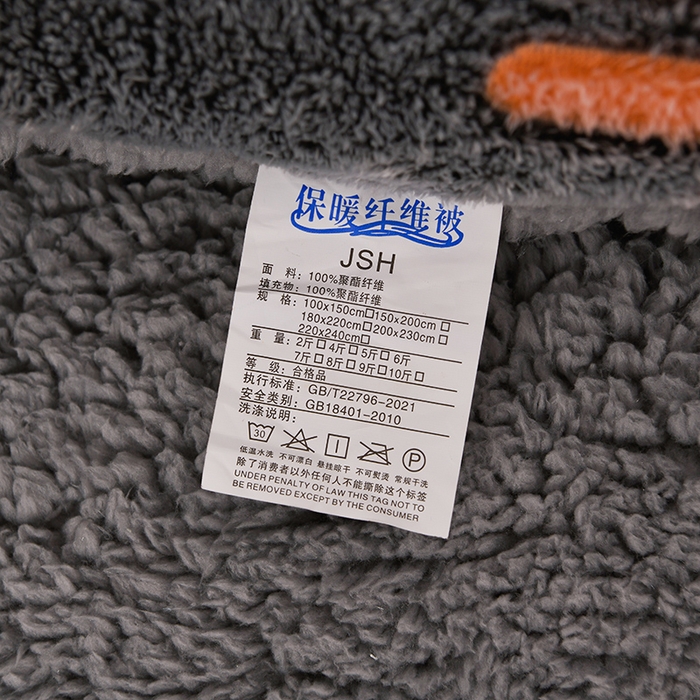 保暖纤维被
JSH
面 料: 100%聚酯纤维
填充物: 100%聚酯纤维
规 格: 100x150cm□150x200cm□
180x220cm□200x230cm□
220x240cm□
重 量: 2斤□4斤□5斤□6斤
7斤□8斤□9斤□10斤□
等 级: 合格品
执行标准: GB/T22796-2021
安全类别: GB18401-2010
洗涤说明:
30 P
低温水洗 不可漂白 悬挂晾干 不可熨烫 常规干洗
除了消费者以外任何人不能撕除这个标签
UNDER PENALTY OF LAW THIS TAG NOT TO
BE REMOVED EXCEPT BY THE CONSUMER